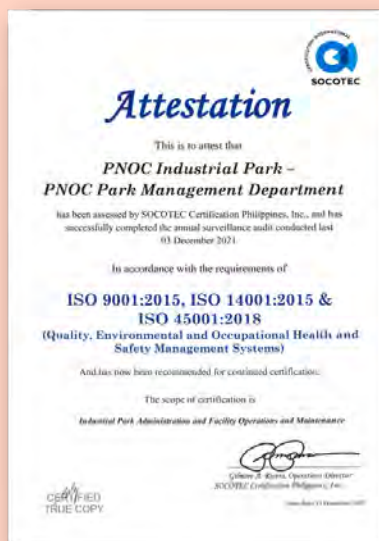 SOCOTEC
Attestation
This is to attest that
PNOC Industrial Park –
PNOC Park Management Department
has been assessed by SOCOTEC Certification Philippines, Inc., and has
successfully completed the annual surveillance audit conducted last
03 December 2021
In accordance with the requirements of
ISO 9001:2015, ISO 14001:2015 &
ISO 45001:2018
(Quality, Environmental and Occupational Health and
Safety Management Systems)
And has now been recommended for continued certification.
The scope of certification is
Industrial Park Administration and Facility Operations and Maintenance
Operations Director
SOCOTEC Certification Philippines, Inc.
CERTIFIED
TRUE COPY